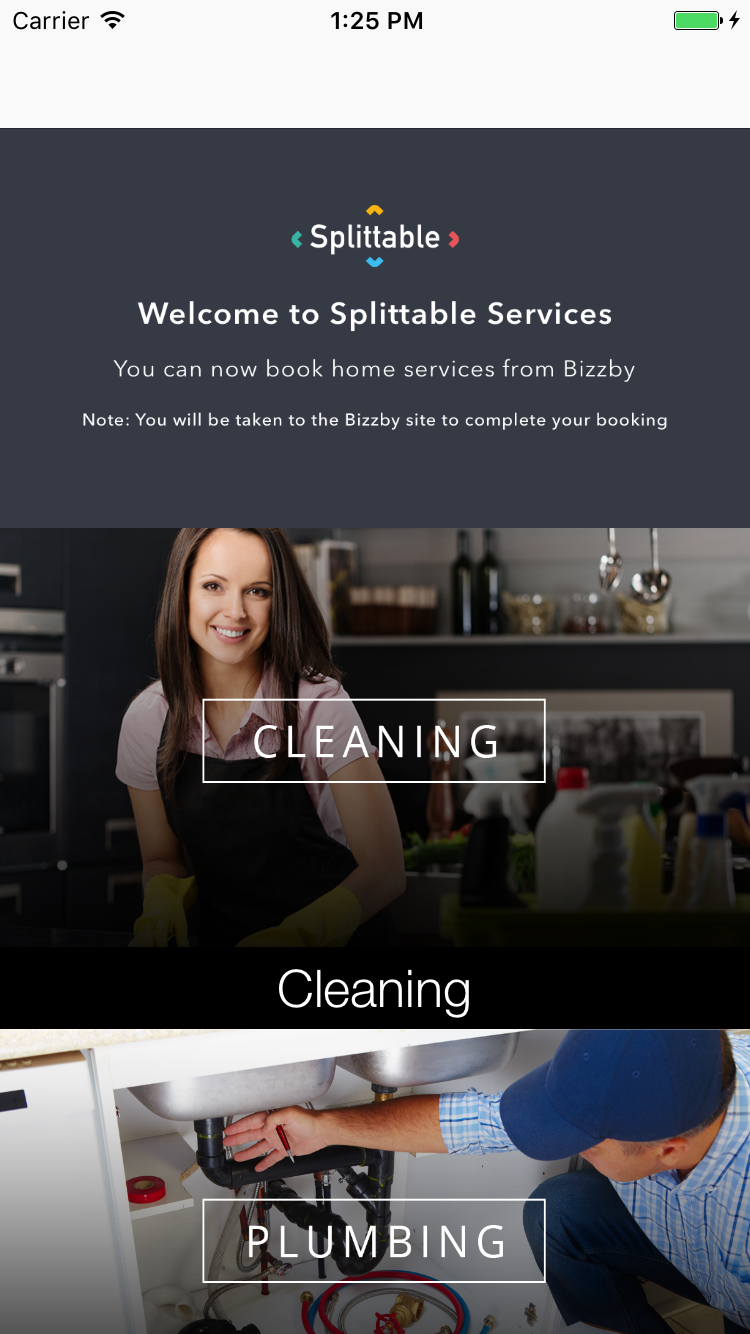 Carrier 1:25 PM
Splittable
Welcome to Splittable Services
You can now book home services from Bizzby
Note: You will be taken to the Bizzby site to complete your booking
CLEANING
Cleaning
PLUMBING